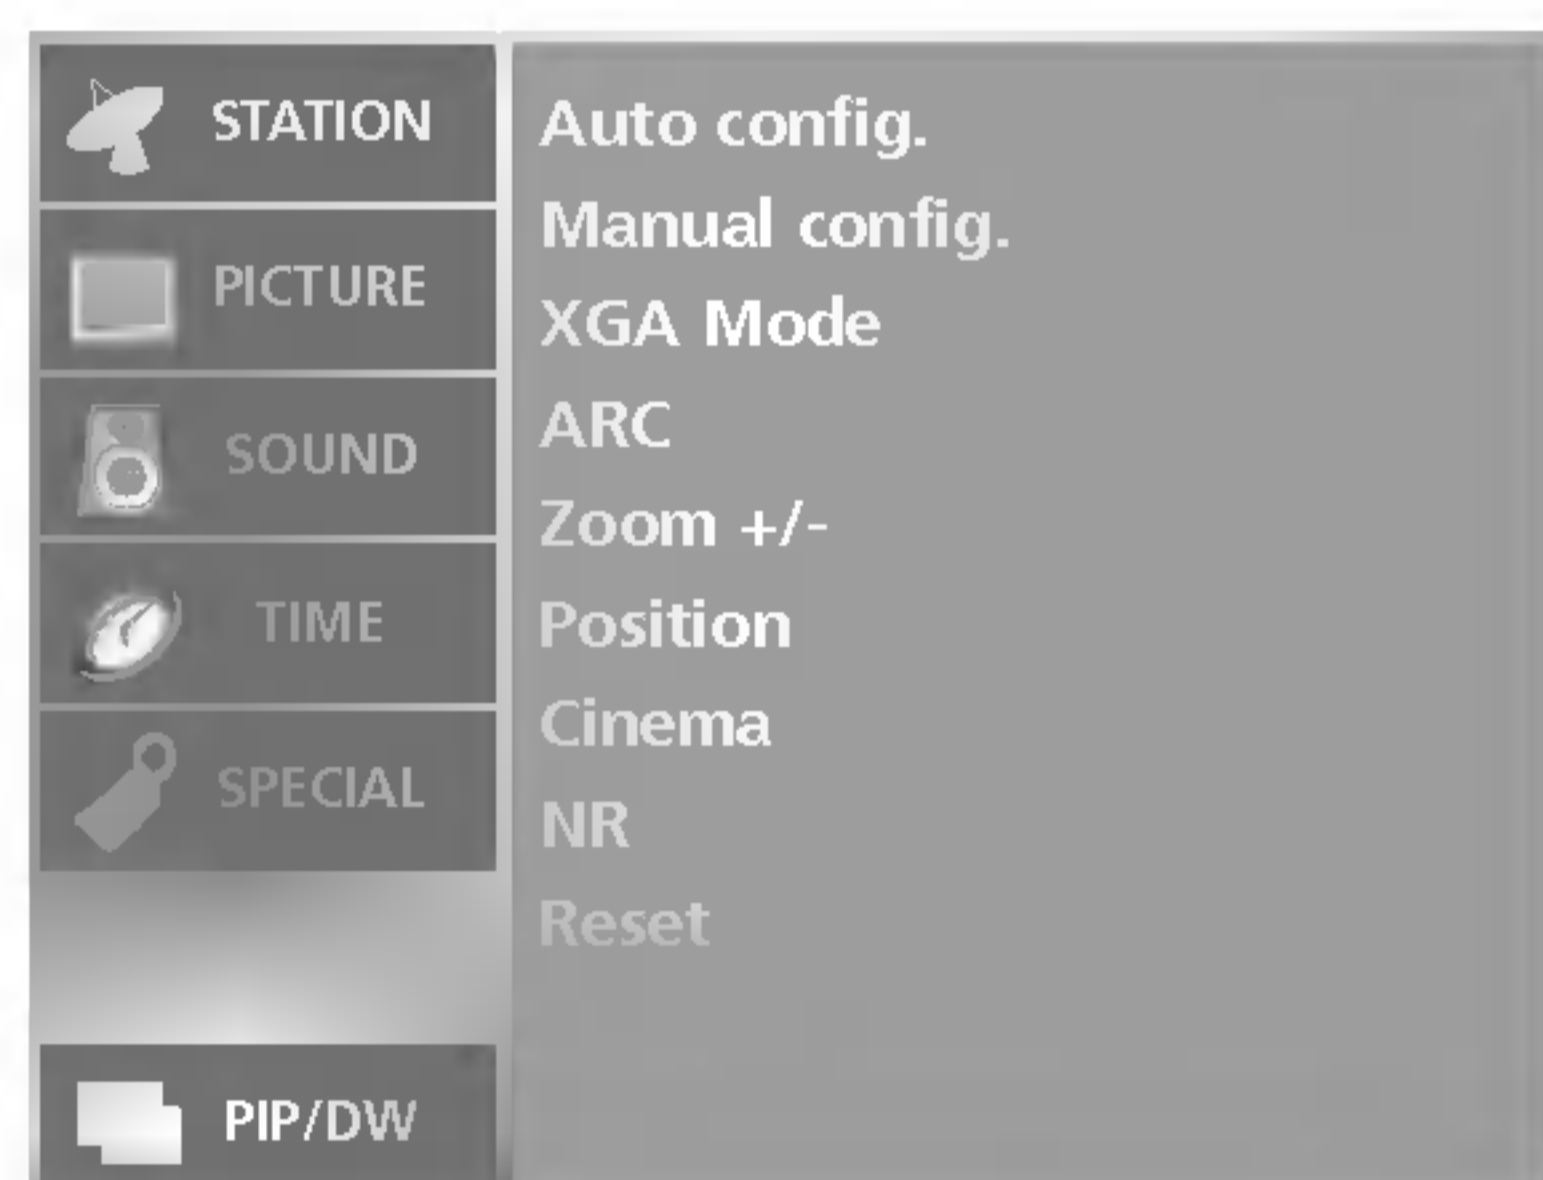 STATION
PICTURE
SOUND
TIME
SPECIAL
PIP/DW
Auto config.
Manual config.
XGA Mode
ARC
Zoom +/-
Position
Cinema
NR
Reset